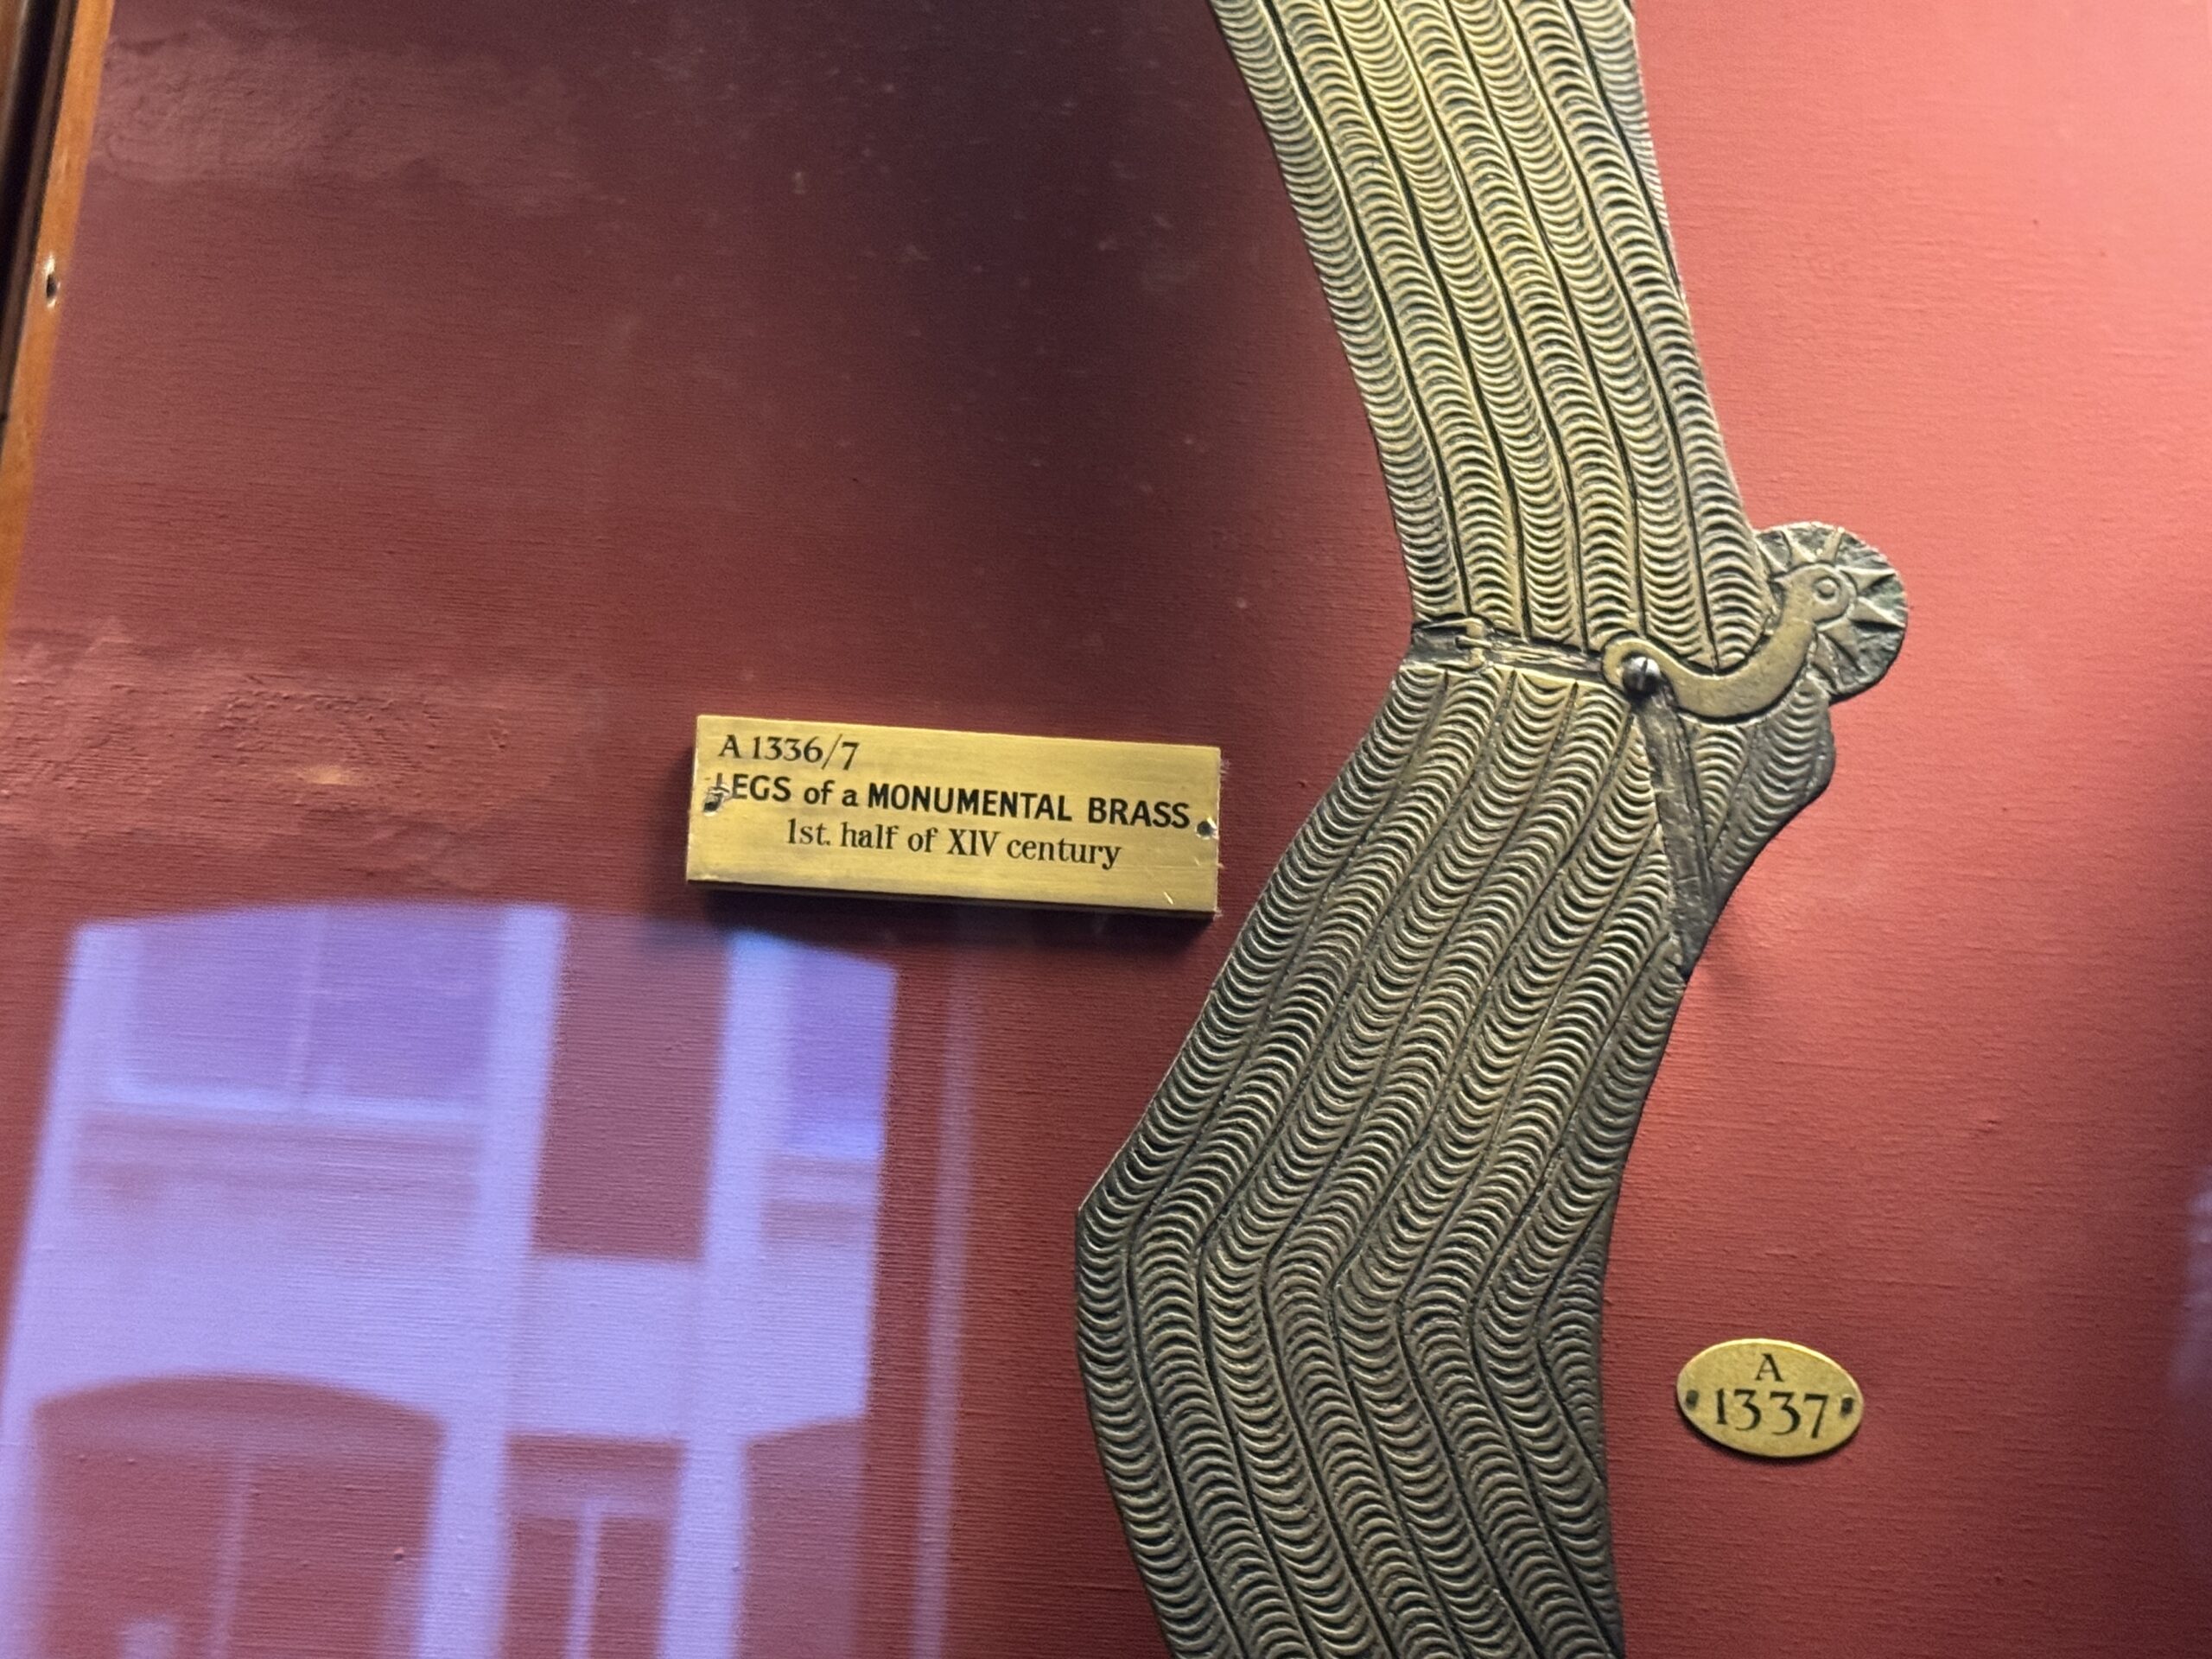 A 1336/7
LEGS of a MONUMENTAL BRASS
1st. half of XIV century
A
1337